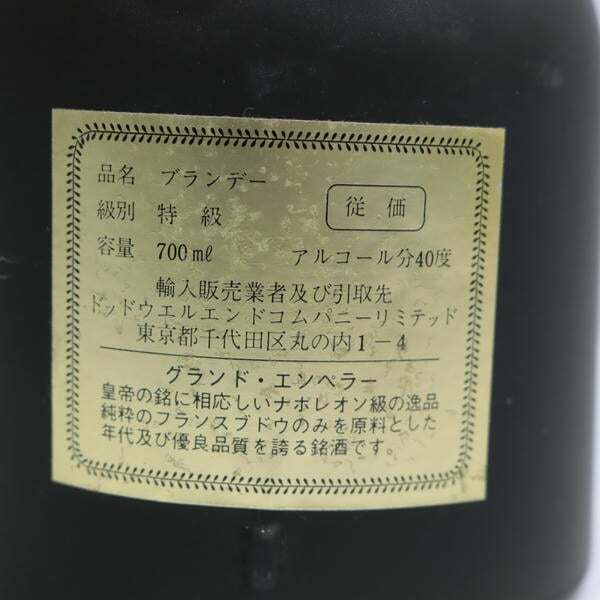 品名 ブランデー
級別 特級
従価
容量 700ml アルコール分40度
輸入販売業者及び引取先
ドッドウエルエンドコムパニーリミテッド
東京都千代田区丸の内1-4
グランド・エンペラー
皇帝の銘に相応しいナポレオン級の逸品
純粋のフランスブドウのみを原料とした
年代及び優良品質を誇る銘酒です。